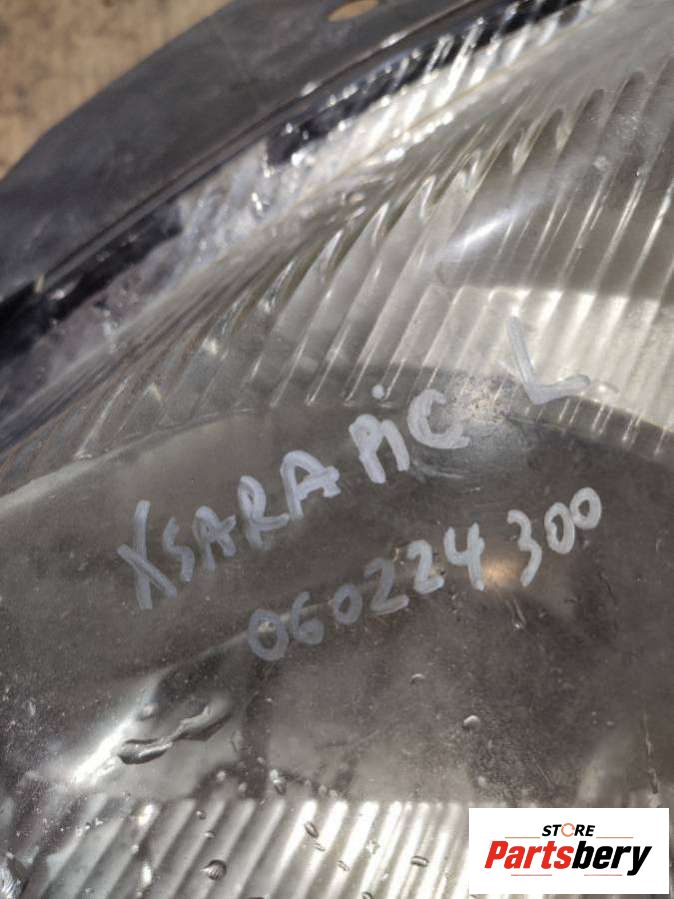 XSARA PiC L
060224300
STORE
Partsbery